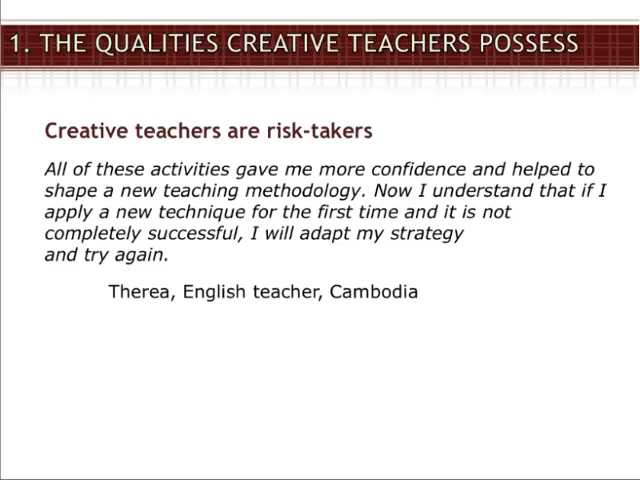 1. THE QUALITIES CREATIVE TEACHERS POSSESS
Creative teachers are risk-takers
All of these activities gave me more confidence and helped to
shape a new teaching methodology. Now I understand that if I
apply a new technique for the first time and it is not
completely successful, I will adapt my strategy
and try again.
Therea, English teacher, Cambodia